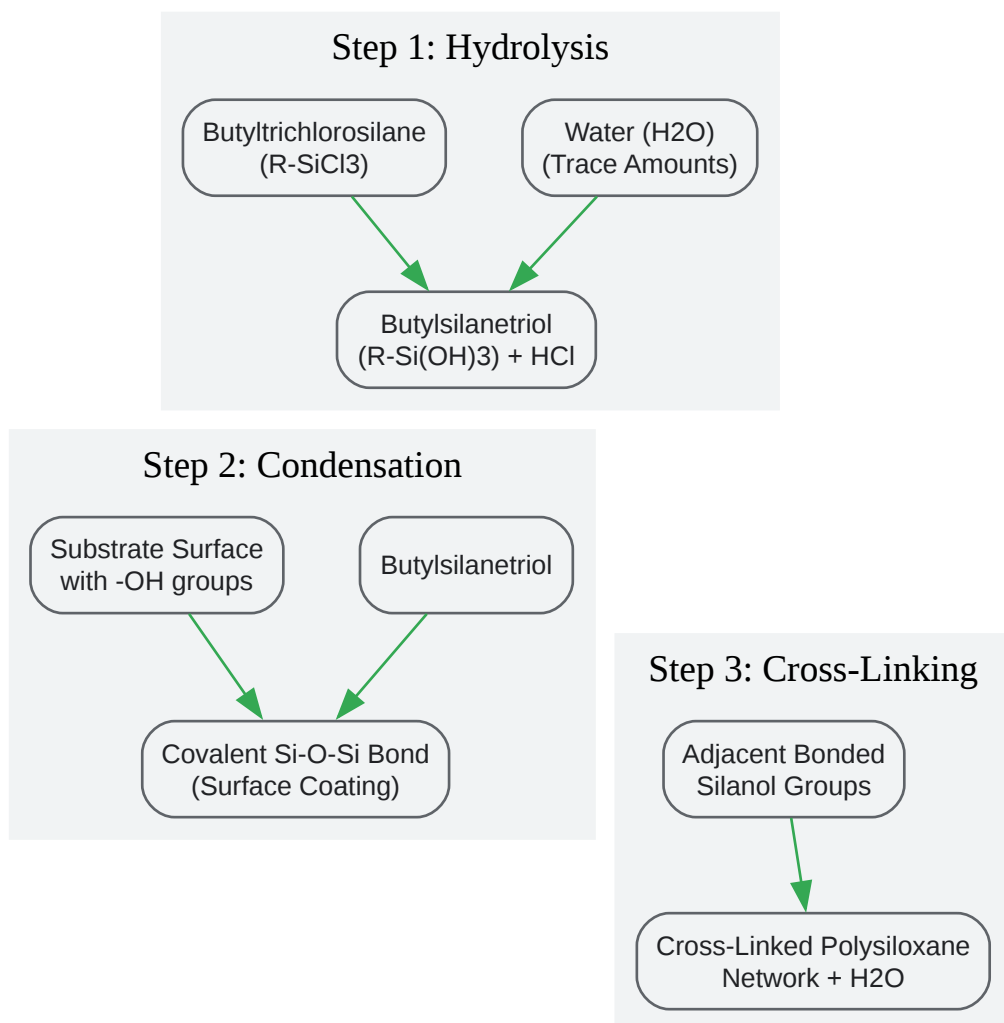 Step 1: Hydrolysis
Butyltrichlorosilane
(R-SiCl3)
Water (H2O)
(Trace Amounts)
Butylsilanetriol
(R-Si(OH)3) + HCl
Step 2: Condensation
Substrate Surface
with -OH groups
Butylsilanetriol
Covalent Si-O-Si Bond
(Surface Coating)
Step 3: Cross-Linking
Adjacent Bonded
Silanol Groups
Cross-Linked Polysiloxane
Network + H2O